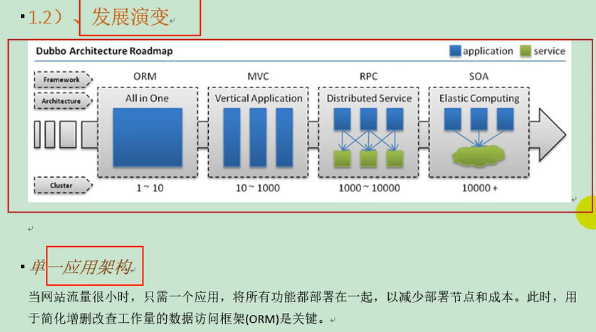 1.2）、发展演变
Dubbo Architecture Roadmap
application service
Framework ORM MVC RPC SOA
Architecture All in One Vertical Application Distributed Service Elastic Computing
Cluster 1 ~ 10 10 ~ 1000 1000 ~ 10000 10000 +
单一应用架构
当网站流量很小时，只需一个应用，将所有功能都部署在一起，以减少部署节点和成本。此时，用
于简化增删改查工作量的数据访问框架(ORM)是关键。